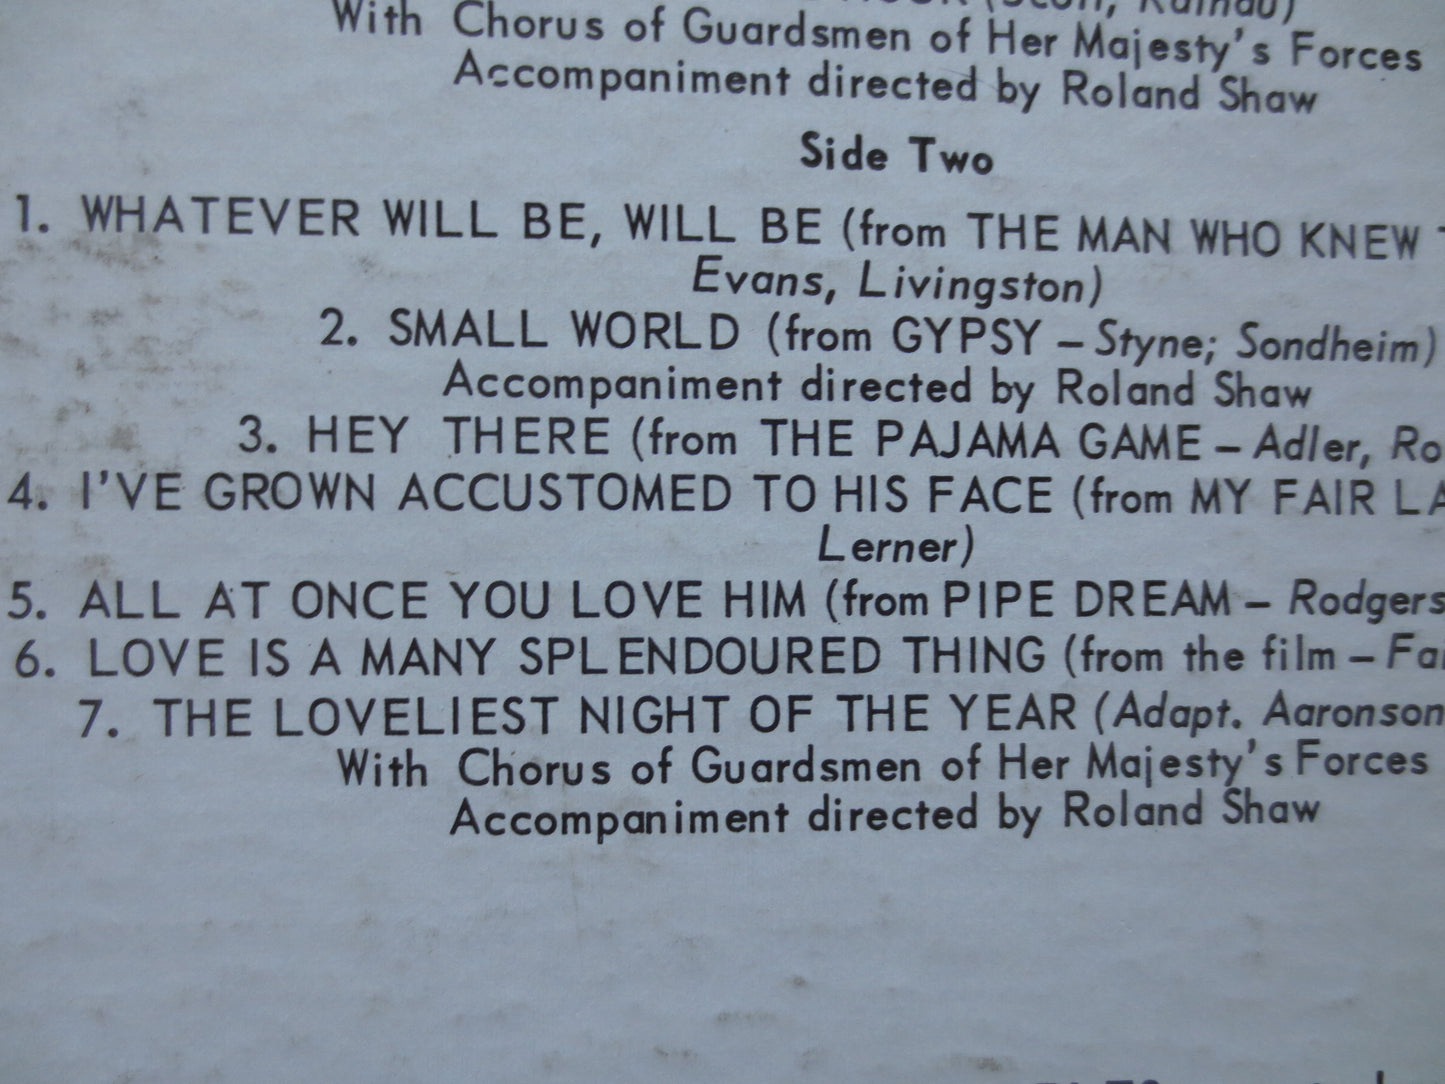 With Chorus of Guardsmen of Her Majesty's Forces
Accompaniment directed by Roland Shaw
Side Two
1. WHATEVER WILL BE, WILL BE (from THE MAN WHO KNEW
Evans, Livingston)
2. SMALL WORLD (from GYPSY – Styne; Sondheim)
Accompaniment directed by Roland Shaw
3. HEY THERE (from THE PAJAMA GAME – Adler, Ro
4. I'VE GROWN ACCUSTOMED TO HIS FACE (from MY FAIR LA
Lerner)
5. ALL AT ONCE YOU LOVE HIM (from PIPE DREAM – Rodgers
6. LOVE IS A MANY SPLENDOURED THING (from the film – Fa
7. THE LOVELIEST NIGHT OF THE YEAR (Adapt. Aaronson
With Chorus of Guardsmen of Her Majesty's Forces
Accompaniment directed by Roland Shaw